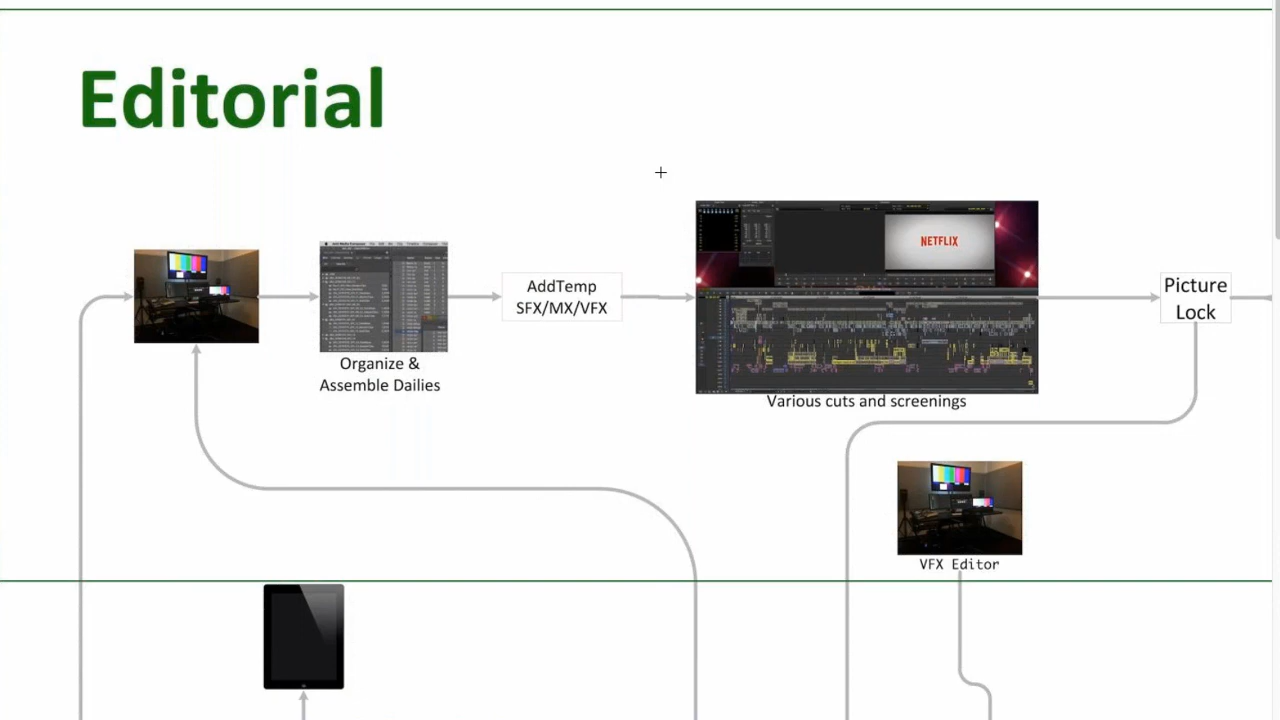 Editorial
Organize &
Assemble Dailies
AddTemp
SFX/MX/VFX
NETFLIX
Various cuts and screenings
Picture
Lock
VFX Editor